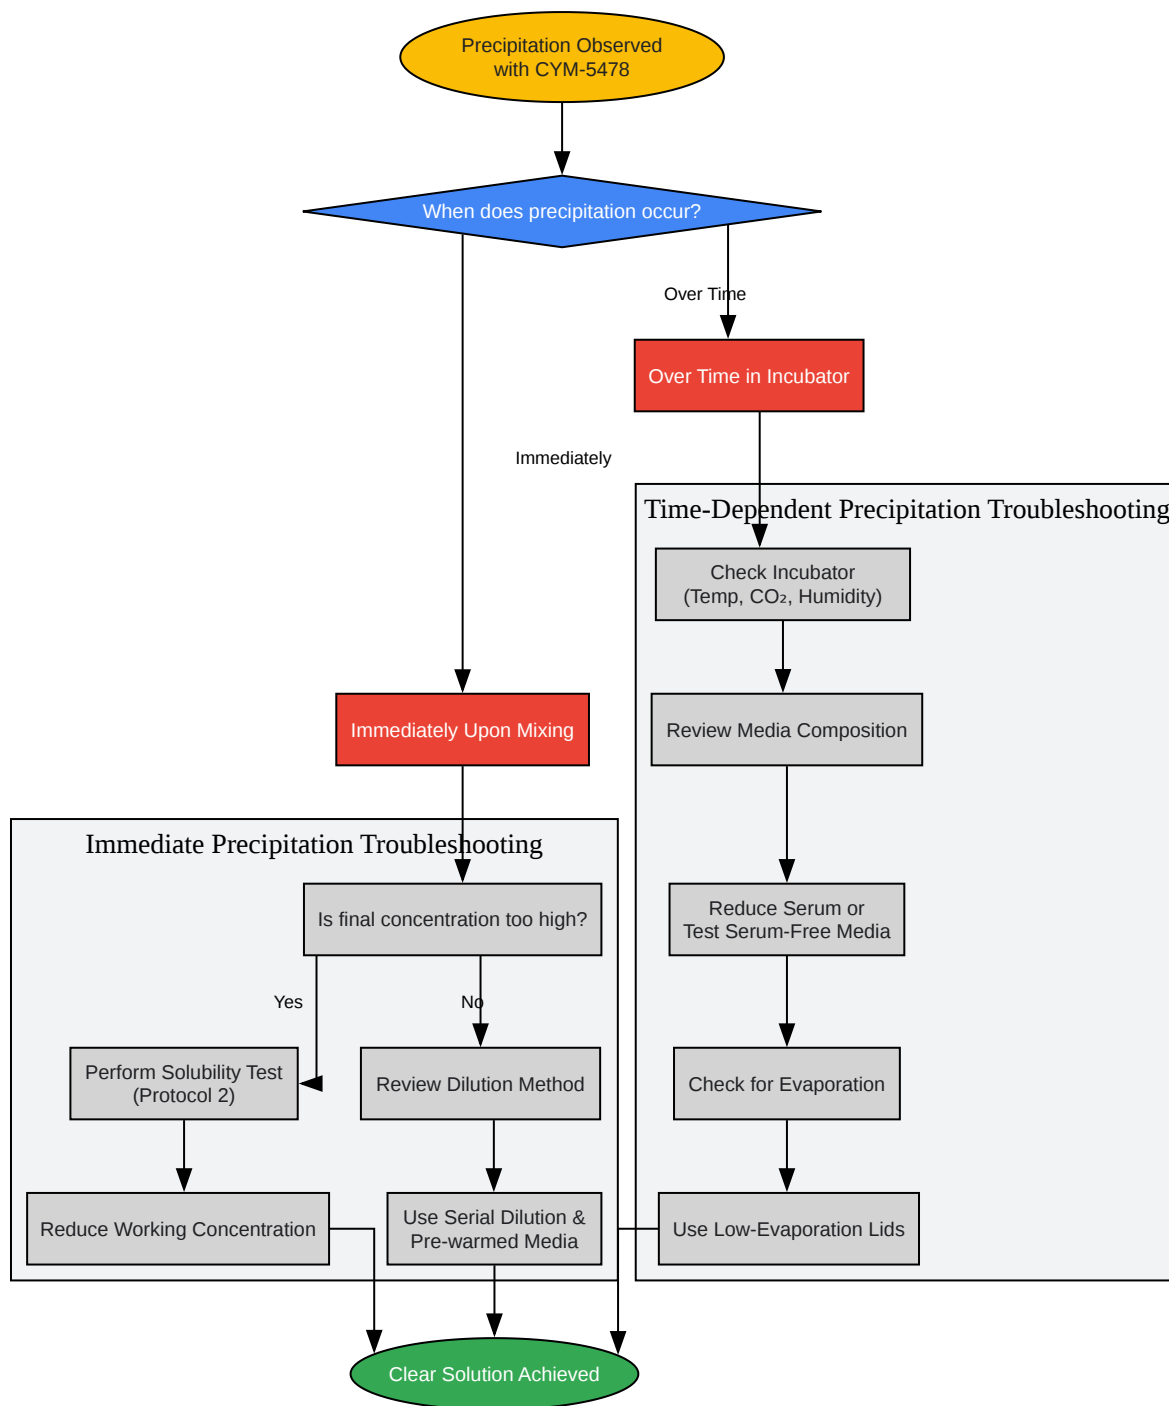 Precipitation Observed
with CYM-5478
When does precipitation occur?
Over Time
Over Time in Incubator
Immediately
Time-Dependent Precipitation Troubleshooting
Check Incubator
(Temp, CO₂, Humidity)
Immediately Upon Mixing
Review Media Composition
Immediate Precipitation Troubleshooting
Is final concentration too high?
Reduce Serum or
Test Serum-Free Media
Yes
No
Perform Solubility Test
(Protocol 2)
Review Dilution Method
Check for Evaporation
Reduce Working Concentration
Use Serial Dilution &
Pre-warmed Media
Use Low-Evaporation Lids
Clear Solution Achieved